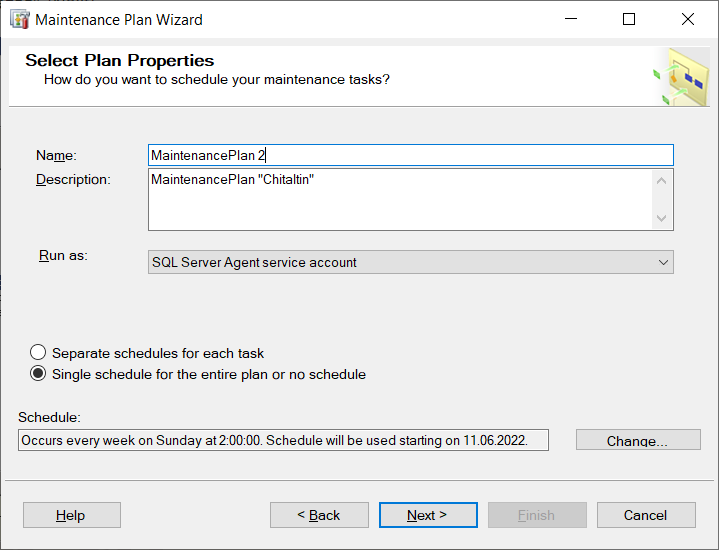 Maintenance Plan Wizard
Select Plan Properties
How do you want to schedule your maintenance tasks?
Name:
MaintenancePlan 2
Description:
MaintenancePlan "Chitaltin"
Run as:
SQL Server Agent service account
Separate schedules for each task
Single schedule for the entire plan or no schedule
Schedule:
Occurs every week on Sunday at 2:00:00. Schedule will be used starting on 11.06.2022.
Change...
Help
< Back
Next >
Finish
Cancel